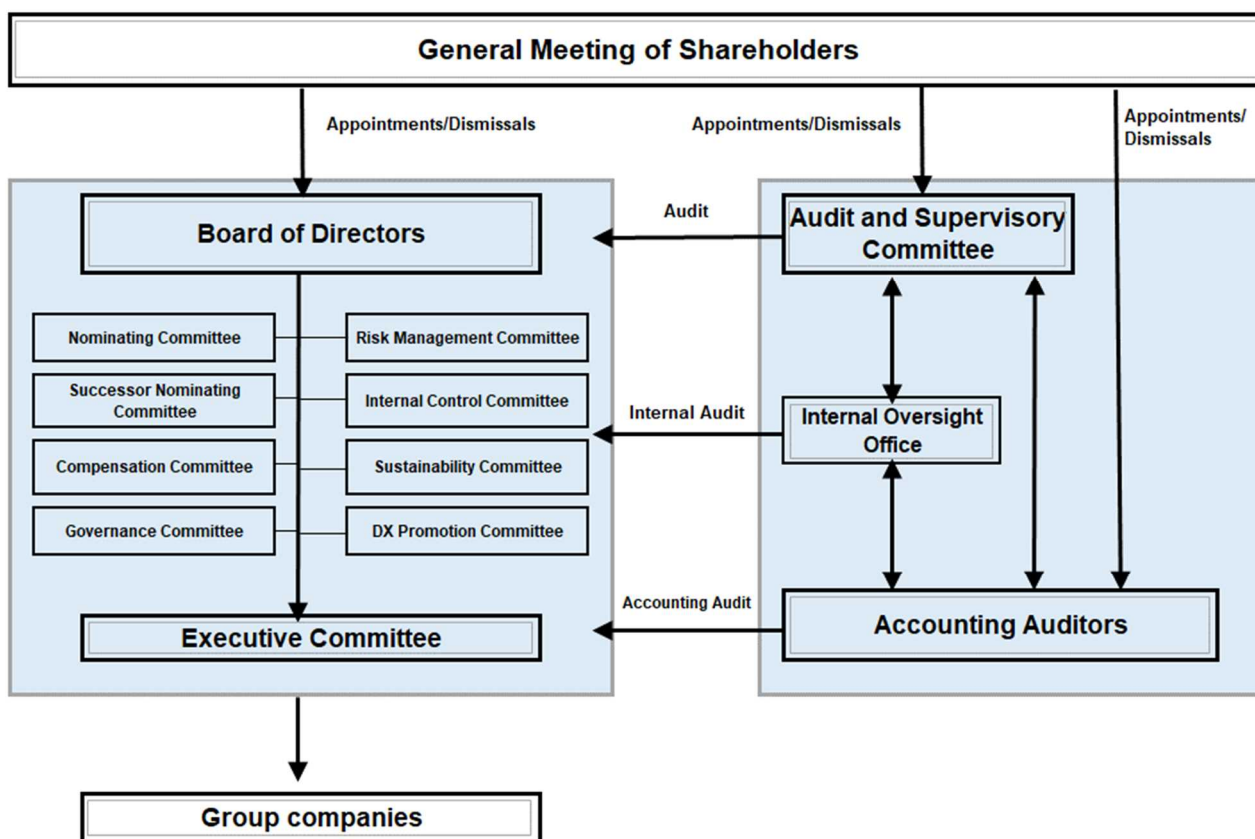 General Meeting of Shareholders
Appointments/Dismissals
Appointments/Dismissals
Appointments/
Dismissals
Board of Directors
Audit
Audit and Supervisory
Committee
Nominating Committee
Risk Management Committee
Successor Nominating
Committee
Internal Control Committee
Internal Audit
Internal Oversight
Office
Compensation Committee
Sustainability Committee
Governance Committee
DX Promotion Committee
Accounting Audit
Executive Committee
Accounting Auditors
Group companies